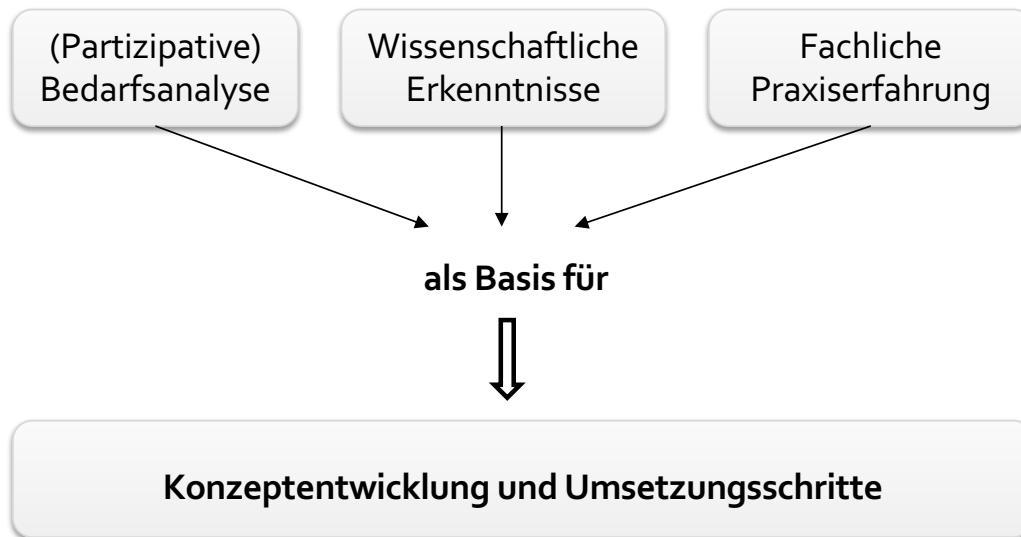 (Partizipative)
Bedarfsanalyse
Wissenschaftliche
Erkenntnisse
Fachliche
Praxiserfahrung
als Basis für
Konzeptentwicklung und Umsetzungsschritte